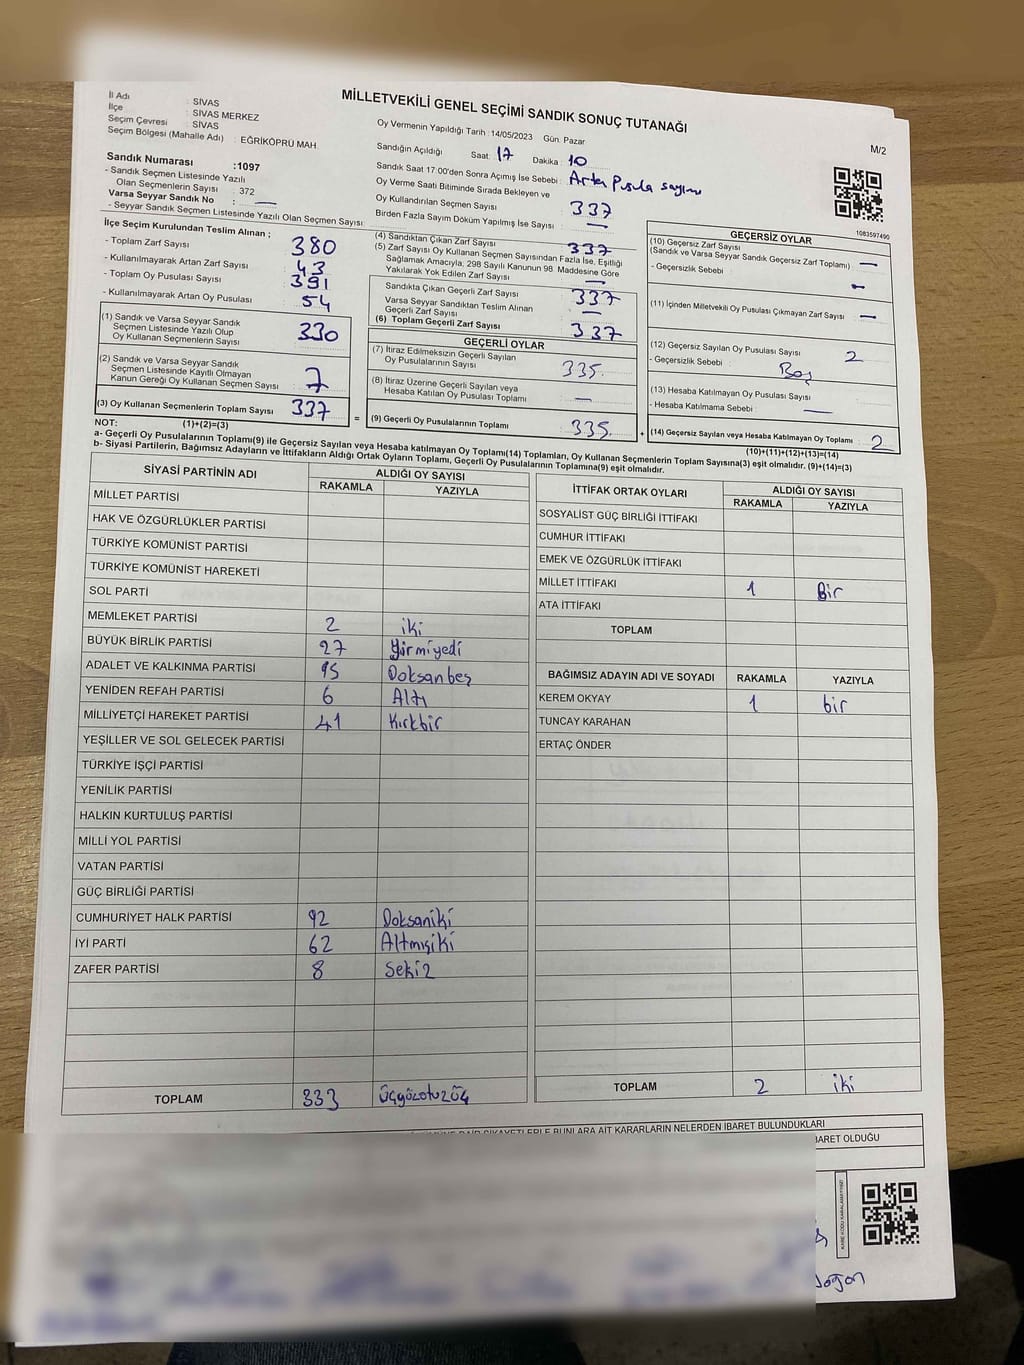 MİLLETVEKİLİ GENEL SEÇİMİ SANDIK SONUÇ TUTANAĞI
M/2
İl Adı : SİVAS
İlçe : SİVAS MERKEZ
Seçim Çevresi : SİVAS
Seçim Bölgesi (Mahalle Adı) : EĞRİKÖPRÜ MAH.
Sandık Numarası :1097
- Sandık Seçmen Listesinde Yazılı
Olan Seçmenlerin Sayısı : 372
Varsa Seyyar Sandık No : —
- Seyyar Sandık Seçmen Listesinde Yazılı Olan Seçmen Sayısı:
İlçe Seçim Kurulundan Teslim Alınan ;
- Toplam Zarf Sayısı 380
- Kullanılmayarak Artan Zarf Sayısı 43
- Toplam Oy Pusulası Sayısı 391
- Kullanılmayarak Artan Oy Pusulası 54
(1) Sandık ve Varsa Seyyar Sandık
Seçmen Listesinde Yazılı Olup
Oy Kullanan Seçmenlerin Sayısı 330
(2) Sandık ve Varsa Seyyar Sandık
Seçmen Listesinde Kayıtlı Olmayan
Kanun Gereği Oy Kullanan Seçmen Sayısı 7
(3) Oy Kullanan Seçmenlerin Toplam Sayısı 337
Oy Vermenin Yapıldığı Tarih : 14/05/2023 Gün: Pazar
Sandığın Açıldığı Saat: 17 Dakika : 10
Sandık Saat 17:00'den Sonra Açımış İse Sebebi : Artan Pusula sayımı
Oy Verme Saati Bitiminde Sırada Bekleyen ve
Oy Kullandırılan Seçmen Sayısı : 337
Birden Fazla Sayım Döküm Yapılmış İse Sayısı : —
(4) Sandıktan Çıkan Zarf Sayısı 337
(5) Zarf Sayısı Oy Kullanan Seçmen Sayısından Fazla İse, Eşitliği
Sağlamak Amacıyla, 298 Sayılı Kanunun 98. Maddesine Göre
Yakılarak Yok Edilen Zarf Sayısı : —
Sandıkta Çıkan Geçerli Zarf Sayısı : 337
Varsa Seyyar Sandıktan Teslim Alınan
Geçerli Zarf Sayısı : —
(6) Toplam Geçerli Zarf Sayısı 337
GEÇERLİ OYLAR
(7) İtiraz Edilmeksizin Geçerli Sayılan
Oy Pusulalarının Sayısı 335.
(8) İtiraz Üzerine Geçerli Sayılan veya
Hesaba Katılan Oy Pusulası Toplamı —
= (9) Geçerli Oy Pusulalarının Toplamı 335. +
1083597490
GEÇERSİZ OYLAR
(10) Geçersiz Zarf Sayısı
(Sandık ve Varsa Seyyar Sandık Geçersiz Zarf Toplamı) : —
- Geçersizlik Sebebi : —
(11) İçinden Milletvekili Oy Pusulası Çıkmayan Zarf Sayısı : —
(12) Geçersiz Sayılan Oy Pusulası Sayısı : 2
- Geçersizlik Sebebi : Boş
(13) Hesaba Katılmayan Oy Pusulası Sayısı :
- Hesaba Katılmama Sebebi : —
(14) Geçersiz Sayılan veya Hesaba Katılmayan Oy Toplamı : 2
NOT: (1)+(2)=(3)
(10)+(11)+(12)+(13)=(14)
a- Geçerli Oy Pusulalarının Toplamı(9) ile Geçersiz Sayılan veya Hesaba katılmayan Oy Toplamı(14) Toplamları, Oy Kullanan Seçmenlerin Toplam Sayısına(3) eşit olmalıdır. (9)+(14)=(3)
b- Siyasi Partilerin, Bağımsız Adayların ve İttifakların Aldığı Ortak Oyların Toplamı, Geçerli Oy Pusulalarının Toplamına(9) eşit olmalıdır.
SİYASİ PARTİNİN ADI ALDIĞI OY SAYISI
RAKAMLA YAZIYLA
MİLLET PARTİSİ
HAK VE ÖZGÜRLÜKLER PARTİSİ
TÜRKİYE KOMÜNİST PARTİSİ
TÜRKİYE KOMÜNİST HAREKETİ
SOL PARTİ
MEMLEKET PARTİSİ 2 iki
BÜYÜK BİRLİK PARTİSİ 27 Yirmiyedi
ADALET VE KALKINMA PARTİSİ 95 Doksanbeş
YENİDEN REFAH PARTİSİ 6 Altı
MİLLİYETÇİ HAREKET PARTİSİ 41 Kırkbir
YEŞİLLER VE SOL GELECEK PARTİSİ
TÜRKİYE İŞÇİ PARTİSİ
YENİLİK PARTİSİ
HALKIN KURTULUŞ PARTİSİ
MİLLİ YOL PARTİSİ
VATAN PARTİSİ
GÜÇ BİRLİĞİ PARTİSİ
CUMHURİYET HALK PARTİSİ 92 Doksaniki
İYİ PARTİ 62 Altmışiki
ZAFER PARTİSİ 8 Sekiz
TOPLAM 333 Üçyüzotuzüç
İTTİFAK ORTAK OYLARI ALDIĞI OY SAYISI
RAKAMLA YAZIYLA
SOSYALİST GÜÇ BİRLİĞİ İTTİFAKI
CUMHUR İTTİFAKI
EMEK VE ÖZGÜRLÜK İTTİFAKI
MİLLET İTTİFAKI 1 Bir
ATA İTTİFAKI
TOPLAM
BAĞIMSIZ ADAYIN ADI VE SOYADI RAKAMLA YAZIYLA
KEREM OKYAY 1 bir
TUNCAY KARAHAN
ERTAÇ ÖNDER
TOPLAM 2 iki
ŞİKAYETLERLE BUNLARA AİT KARARLARIN NELERDEN İBARET BULUNDUKLARI
İBARET OLDUĞU